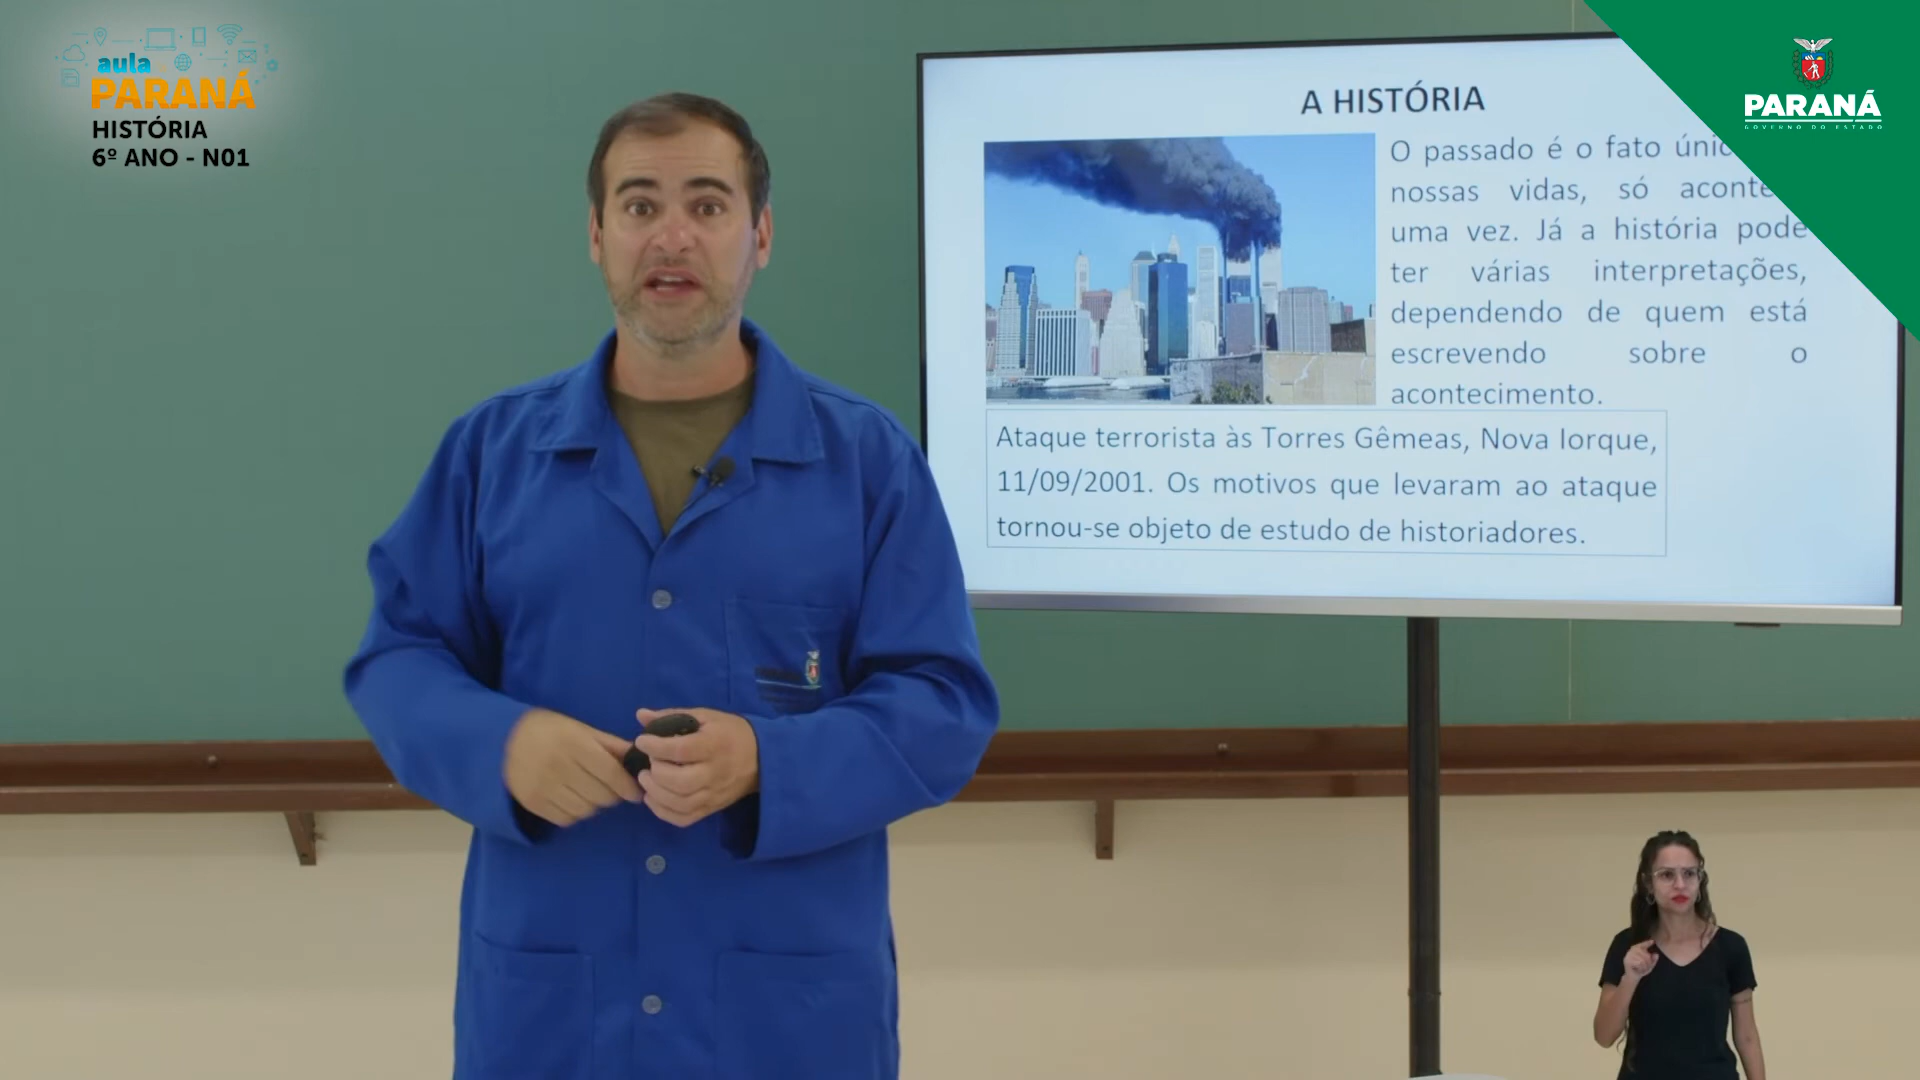 aula
PARANÁ
HISTÓRIA
6º ANO - N01
PARANÁ
GOVERNO DO ESTADO
A HISTÓRIA
O passado é o fato
nossas vidas, só
uma vez. Já a história pode
ter várias interpretações,
dependendo de quem está
escrevendo sobre o
acontecimento.
Ataque terrorista às Torres Gêmeas, Nova Iorque,
11/09/2001. Os motivos que levaram ao ataque
tornou-se objeto de estudo de historiadores.